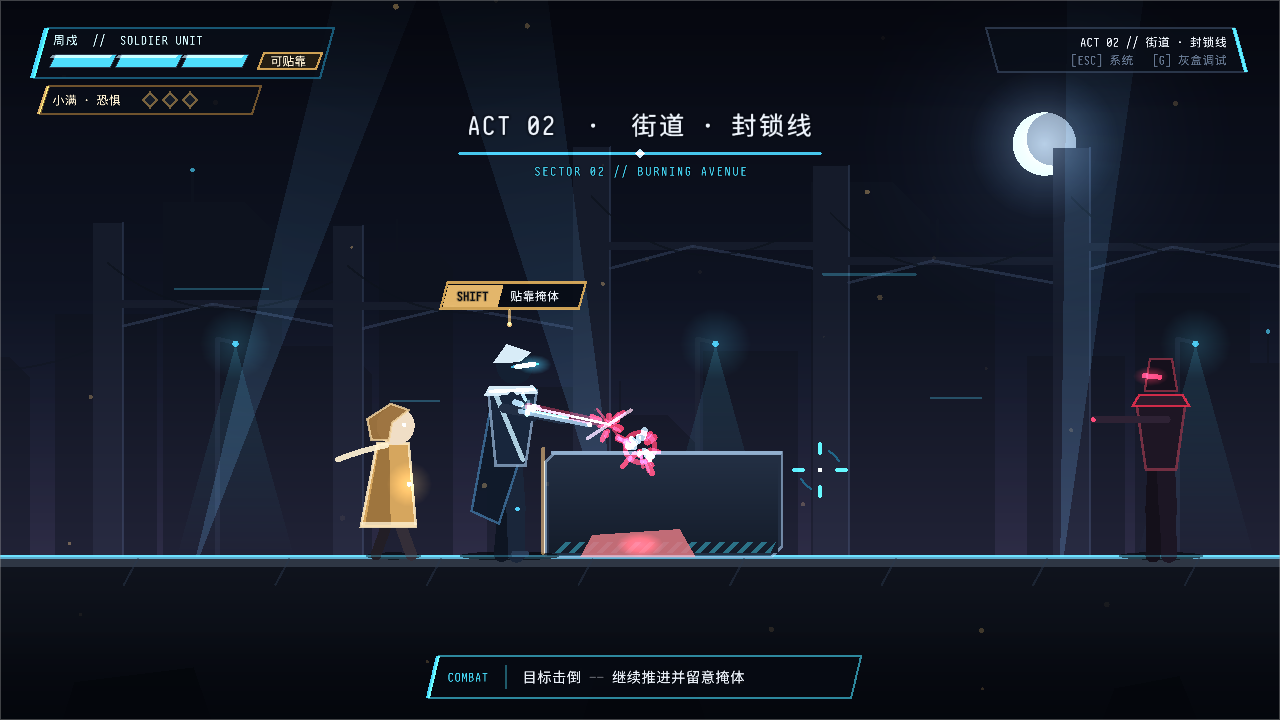 周戍 // SOLDIER UNIT
可贴靠
小满 · 恐惧
ACT 02 // 街道 · 封锁线
[ESC] 系统 [G] 灰盒调试
ACT 02 · 街道 · 封锁线
SECTOR 02 // BURNING AVENUE
SHIFT 贴靠掩体
COMBAT 目标击倒 —— 继续推进并留意掩体